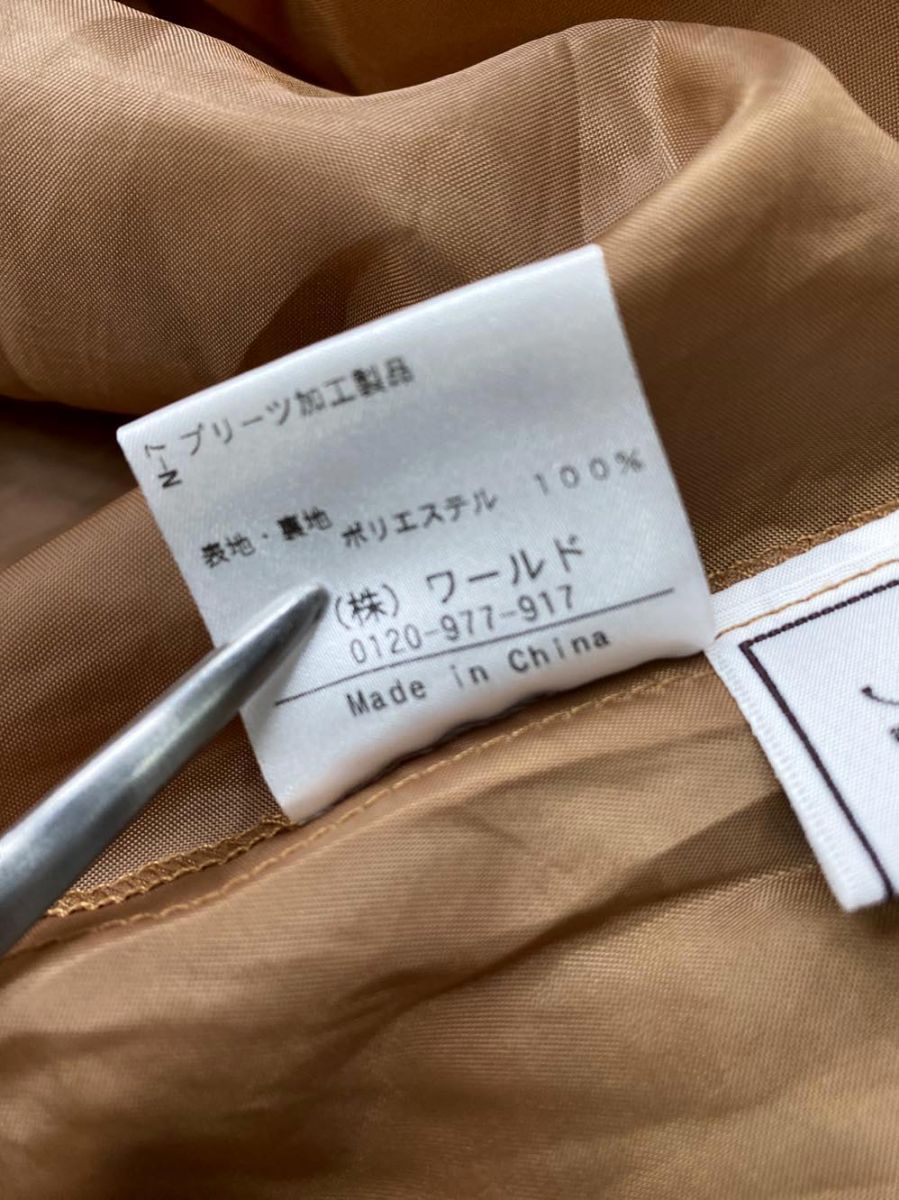 N-7
プリーツ加工製品
表地・裏地 ポリエステル 100%
(株) ワールド
0120-977-917
Made in China